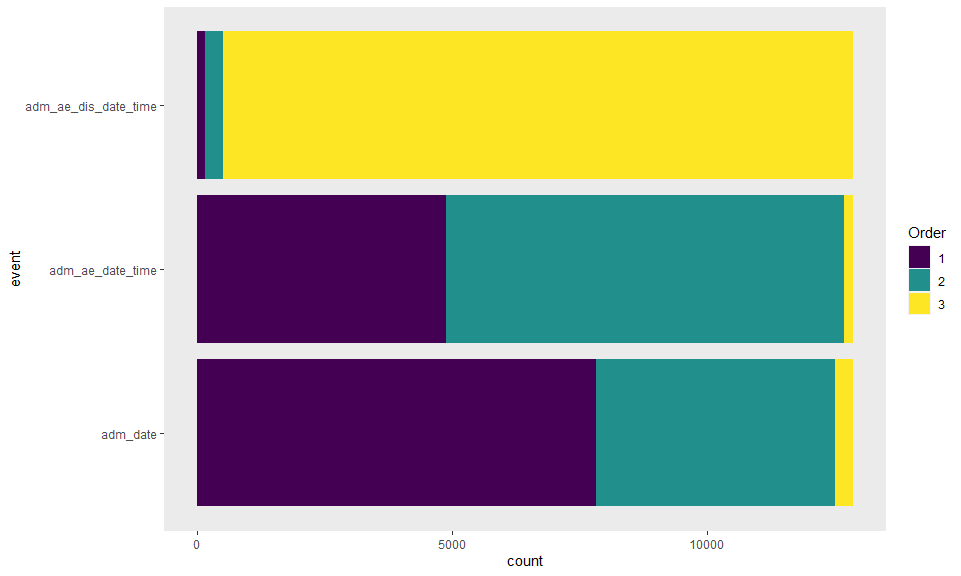 adm_ae_dis_date_time
adm_ae_date_time
adm_date
event
0 5000 10000
count
Order
1
2
3